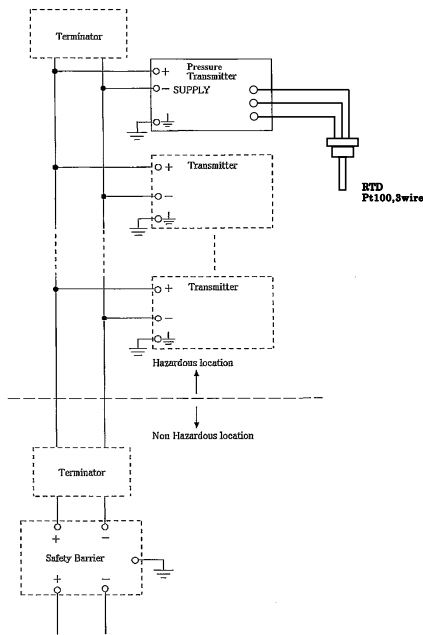 Terminator
Pressure
Transmitter
+
− SUPPLY
RTD
Pt100,3wire
Transmitter
+
−
Transmitter
+
−
Hazardous location
Non Hazardous location
Terminator
+ −
Safety Barrier
+ −